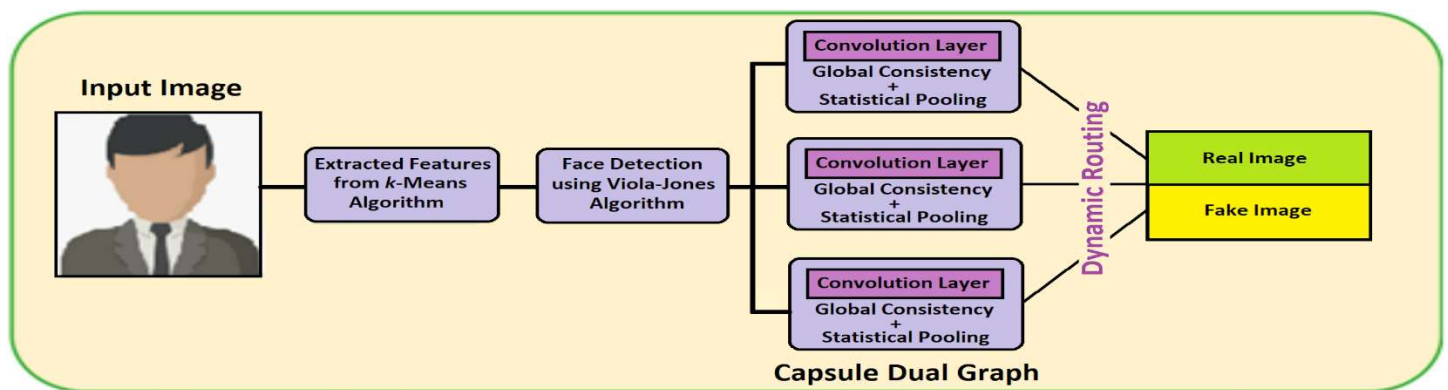 Input Image
Extracted Features
from k-Means
Algorithm
Face Detection
using Viola-Jones
Algorithm
Convolution Layer
Global Consistency
+
Statistical Pooling
Convolution Layer
Global Consistency
+
Statistical Pooling
Convolution Layer
Global Consistency
+
Statistical Pooling
Capsule Dual Graph
Dynamic Routing
Real Image
Fake Image